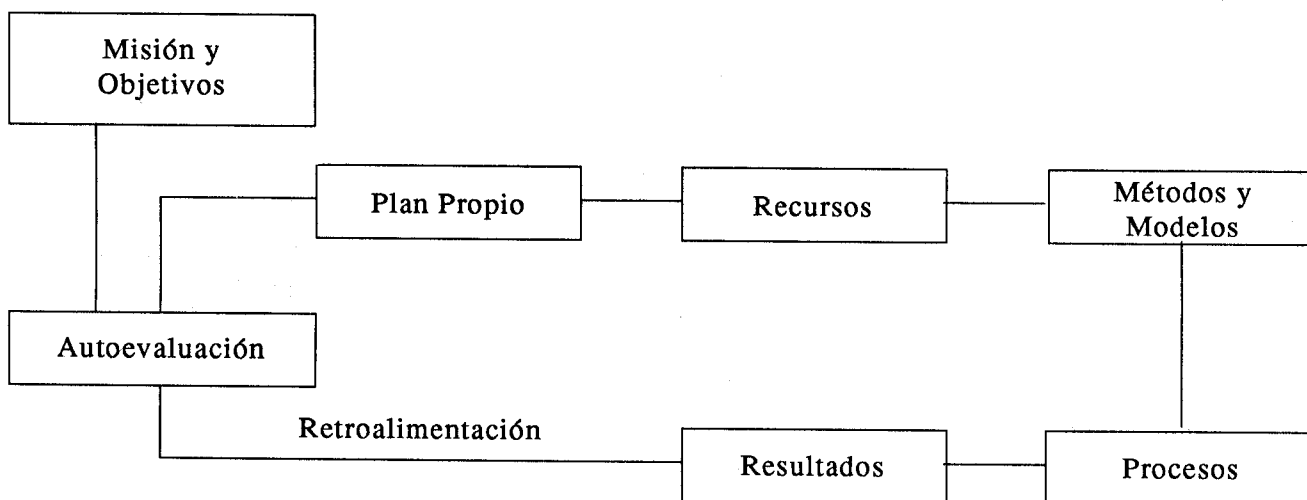 Misión y
Objetivos
Plan Propio
Recursos
Métodos y
Modelos
Autoevaluación
Retroalimentación
Resultados
Procesos